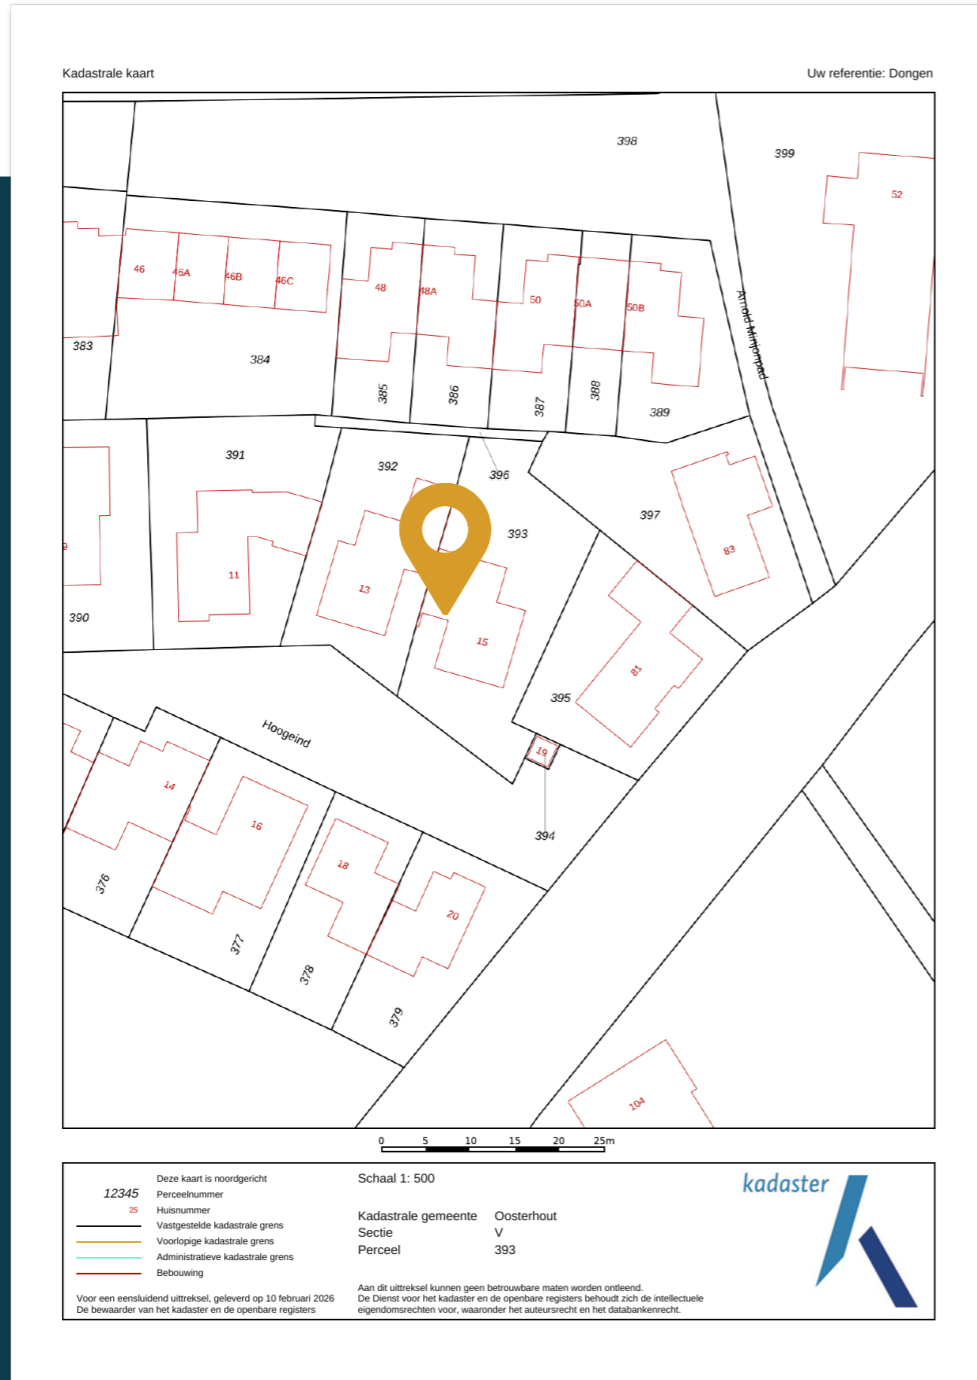 Kadastrale kaart
Uw referentie: Dongen
398
399
52
46
46A
46B
46C
48
48A
50
50A
50B
Arnold Minjonpad
383
384
385
386
387
388
389
391
392
396
393
397
83
9
11
13
15
81
390
395
19
394
Hoogeind
14
16
18
20
376
377
378
379
104
0 5 10 15 20 25m
Deze kaart is noordgericht
12345 Perceelnummer
25 Huisnummer
Vastgestelde kadastrale grens
Voorlopige kadastrale grens
Administratieve kadastrale grens
Bebouwing
Voor een eensluidend uittreksel, geleverd op 10 februari 2026
De bewaarder van het kadaster en de openbare registers
Schaal 1: 500
Kadastrale gemeente Oosterhout
Sectie V
Perceel 393
Aan dit uittreksel kunnen geen betrouwbare maten worden ontleend.
De Dienst voor het kadaster en de openbare registers behoudt zich de intellectuele
eigendomsrechten voor, waaronder het auteursrecht en het databankenrecht.
kadaster